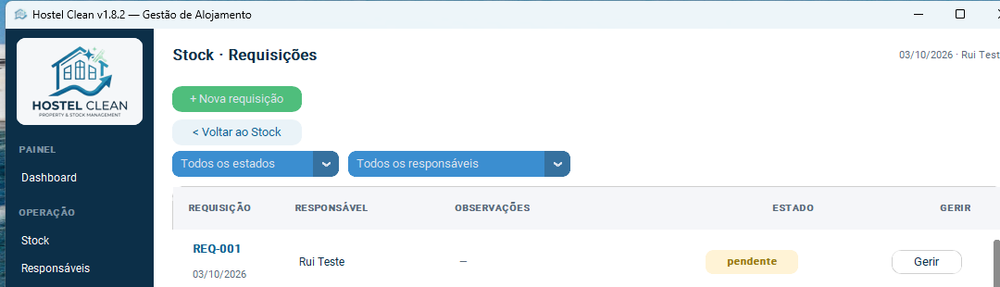 Hostel Clean v1.8.2 — Gestão de Alojamento
HOSTEL CLEAN
PROPERTY & STOCK MANAGEMENT
Stock · Requisições
03/10/2026 · Rui Test
+ Nova requisição
< Voltar ao Stock
Todos os estados
Todos os responsáveis
PAINEL
Dashboard
OPERAÇÃO
Stock
Responsáveis
REQUISIÇÃO RESPONSÁVEL OBSERVAÇÕES ESTADO GERIR
REQ-001
03/10/2026
Rui Teste
—
pendente
Gerir